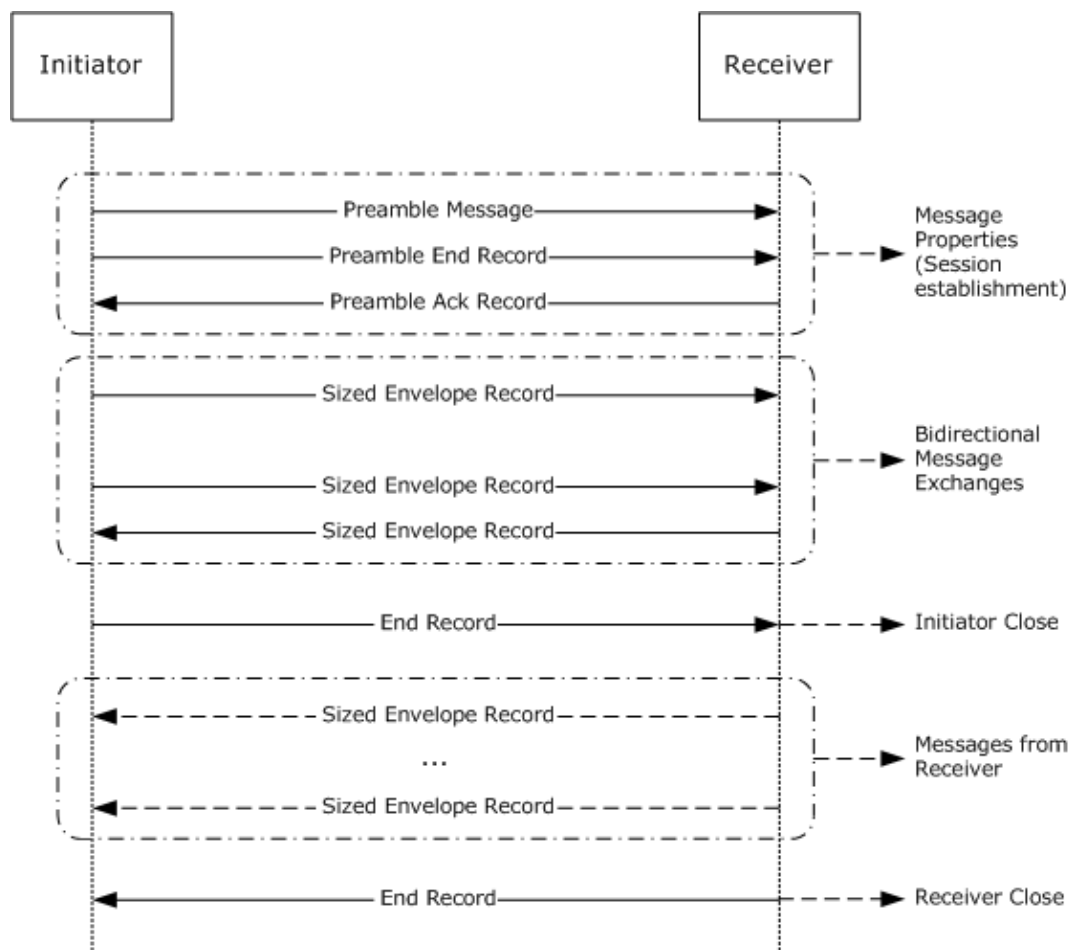 Initiator
Receiver
Preamble Message
Preamble End Record
Preamble Ack Record
Message
Properties
(Session
establishment)
Sized Envelope Record
Sized Envelope Record
Sized Envelope Record
Bidirectional
Message
Exchanges
End Record
Initiator Close
Sized Envelope Record
...
Sized Envelope Record
Messages from
Receiver
End Record
Receiver Close